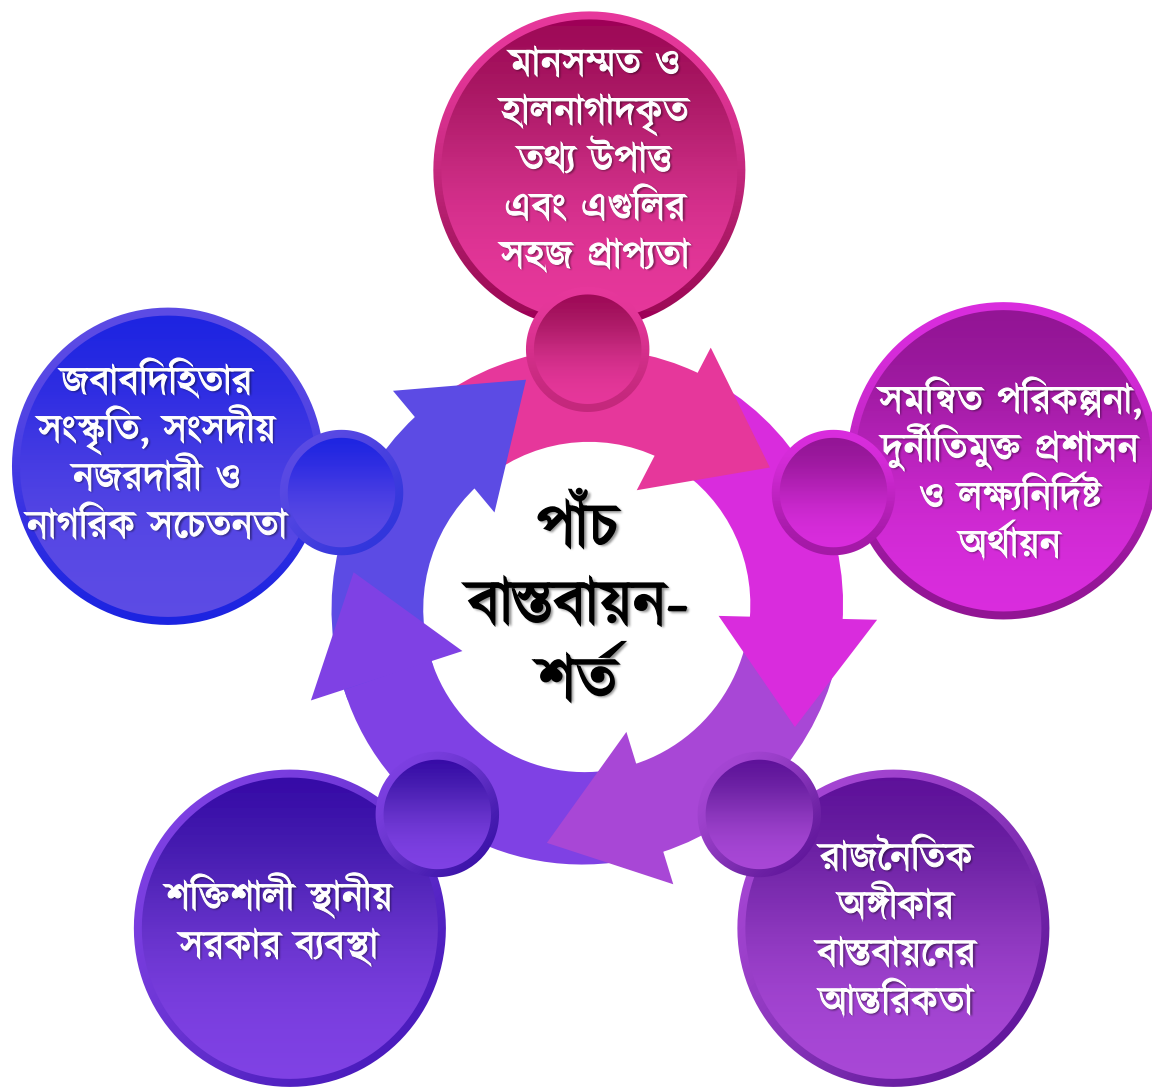 মানসম্মত ও
হালনাগাদকৃত
তথ্য উপাত্ত
এবং এগুলির
সহজ প্রাপ্যতা
সমন্বিত পরিকল্পনা,
দুর্নীতিমুক্ত প্রশাসন
ও লক্ষ্যনির্দিষ্ট
অর্থায়ন
রাজনৈতিক
অঙ্গীকার
বাস্তবায়নের
আন্তরিকতা
শক্তিশালী স্থানীয়
সরকার ব্যবস্থা
জবাবদিহিতার
সংস্কৃতি, সংসদীয়
নজরদারী ও
নাগরিক সচেতনতা
পাঁচ
বাস্তবায়ন-
শর্ত